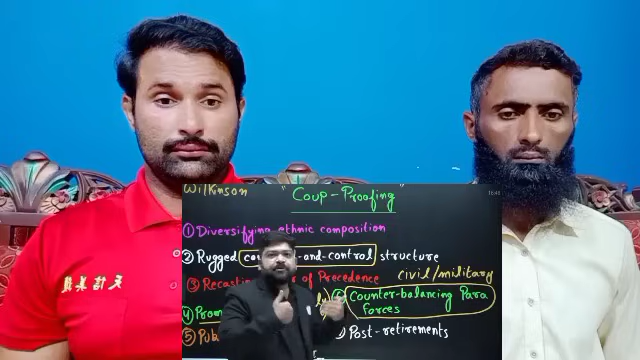 Wilkinson "Coup-Proofing"
① Diversifying ethnic composition
② Rugged and-control structure
③ of Precedence Civil/military
④ Counter-balancing Para
forces
⑤ Post-retirements